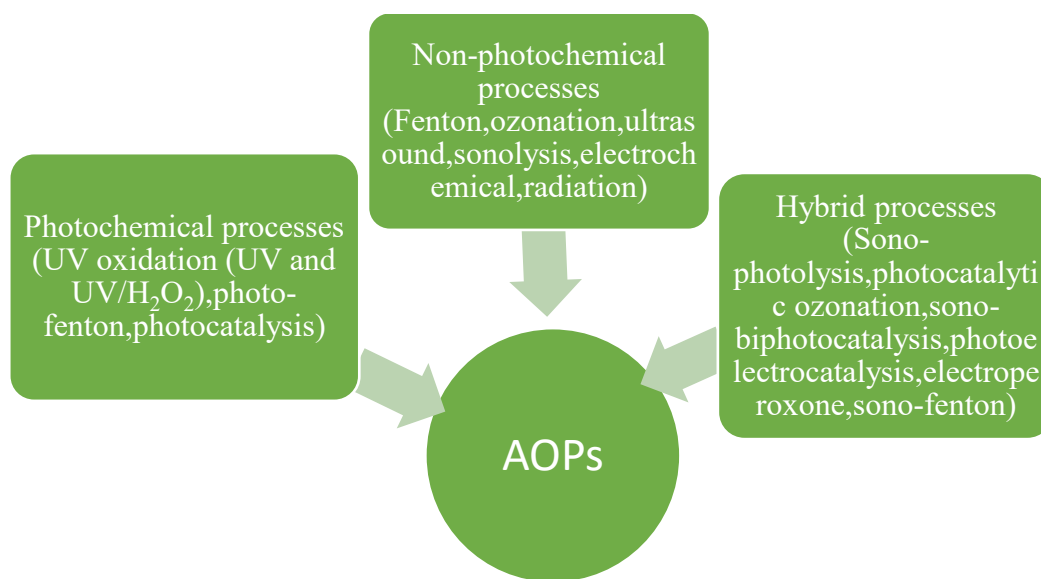 Non-photochemical
processes
(Fenton,ozonation,ultras
ound,sonolysis,electroch
emical,radiation)
Photochemical processes
(UV oxidation (UV and
UV/H₂O₂),photo-
fenton,photocatalysis)
Hybrid processes
(Sono-
photolysis,photocatalyti
c ozonation,sono-
biphotocatalysis,photoe
lectrocatalysis,electrope
roxone,sono-fenton)
AOPs